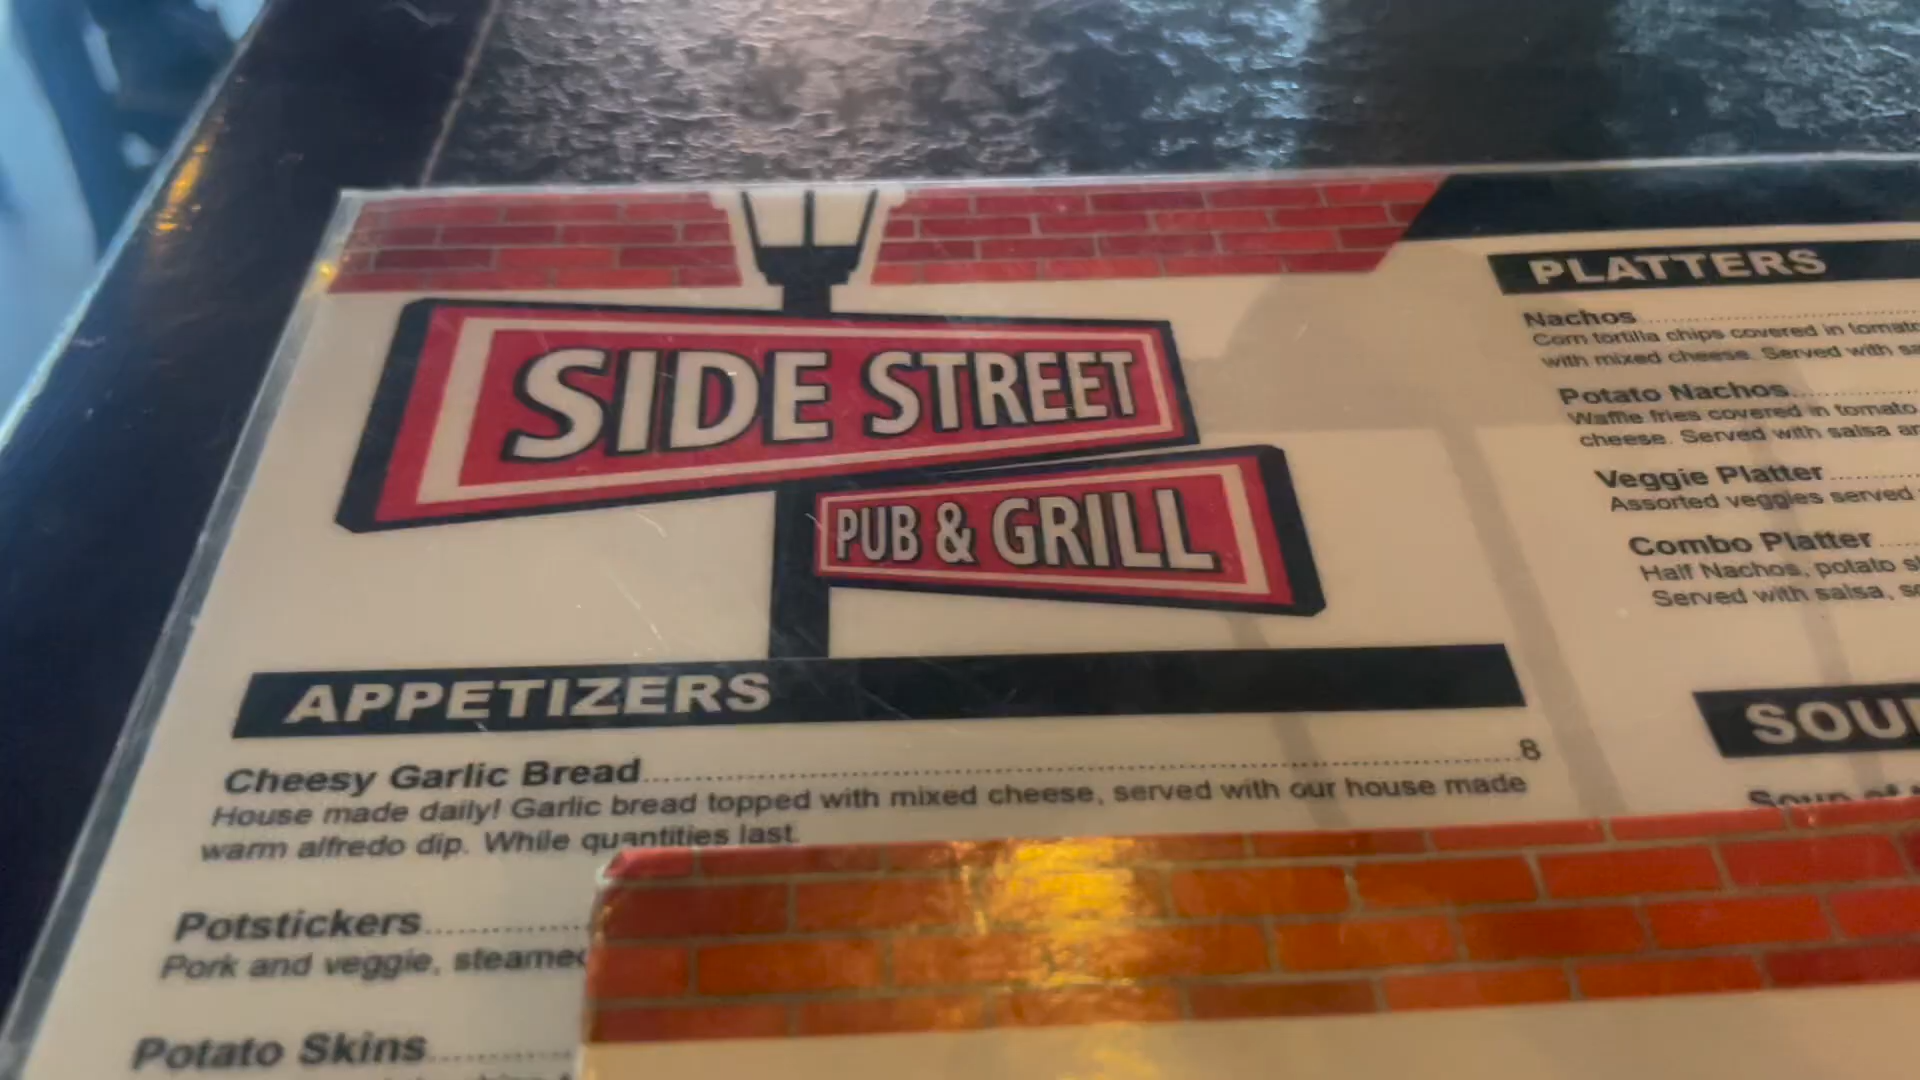 SIDE STREET
PUB & GRILL
APPETIZERS
Cheesy Garlic Bread..........8
House made daily! Garlic bread topped with mixed cheese, served with our house made
warm alfredo dip. While quantities last.
Potstickers
Pork and veggie, steamed
Potato Skins
PLATTERS
Nachos
Corn tortilla chips covered in tomato
with mixed cheese. Served with
Potato Nachos
Waffle fries covered in tomato
cheese. Served with salsa
Veggie Platter
Assorted veggies served
Combo Platter
Half Nachos, potato
Served with salsa,
SOUP
Soup of